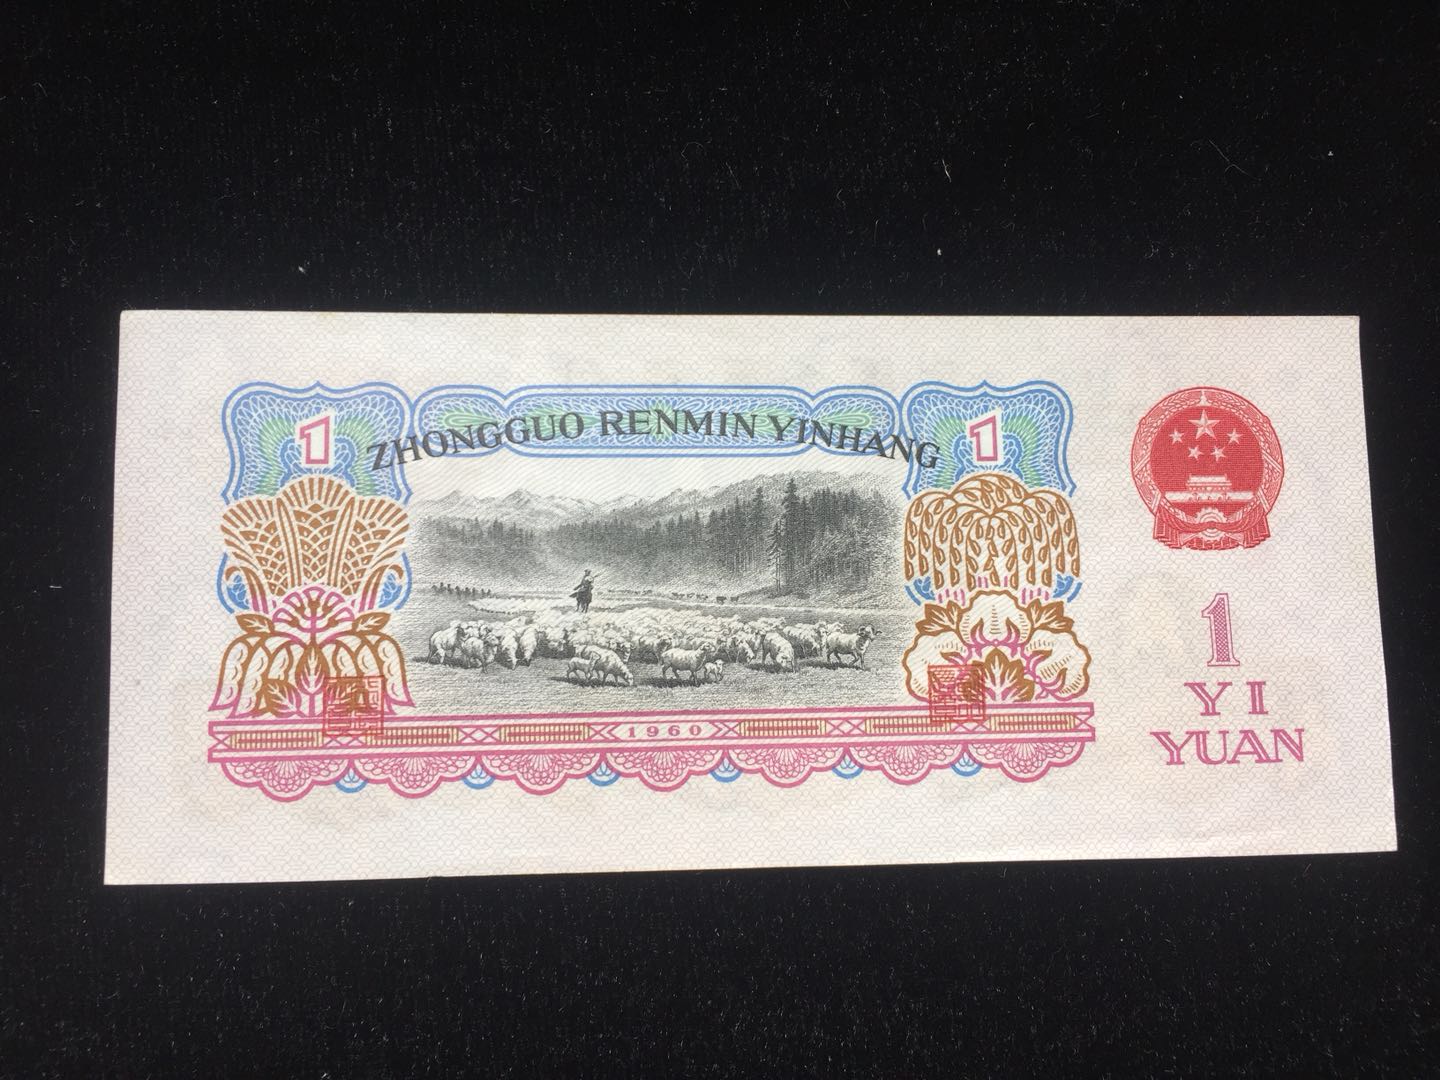 1
ZHONGGUO RENMIN YINHANG
1
1960
1
YI
YUAN